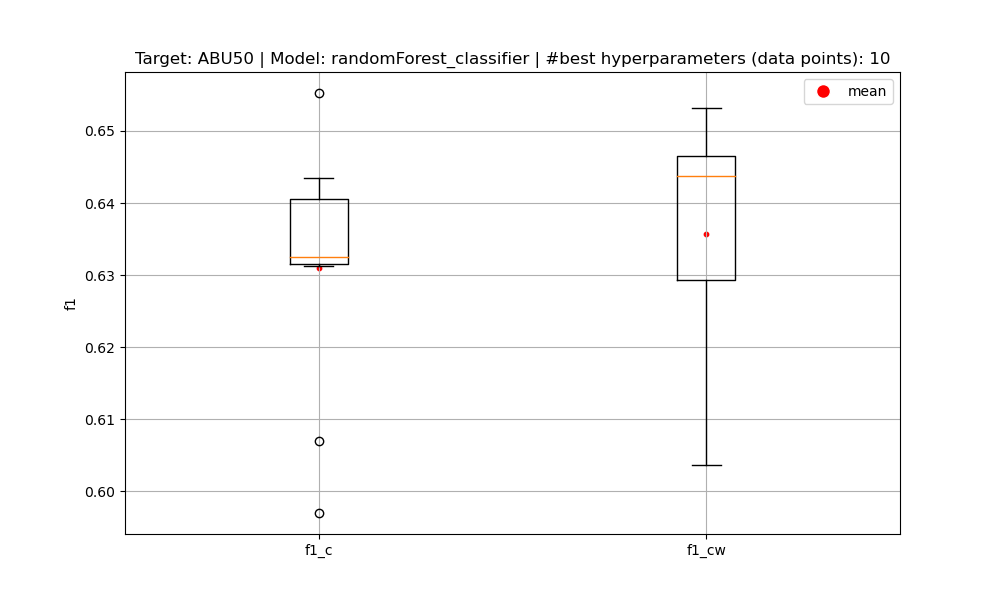 Target: ABU50 | Model: randomForest_classifier | #best hyperparameters (data points): 10
mean
0.65
0.64
0.63
0.62
0.61
0.60
f1
f1_c
f1_cw